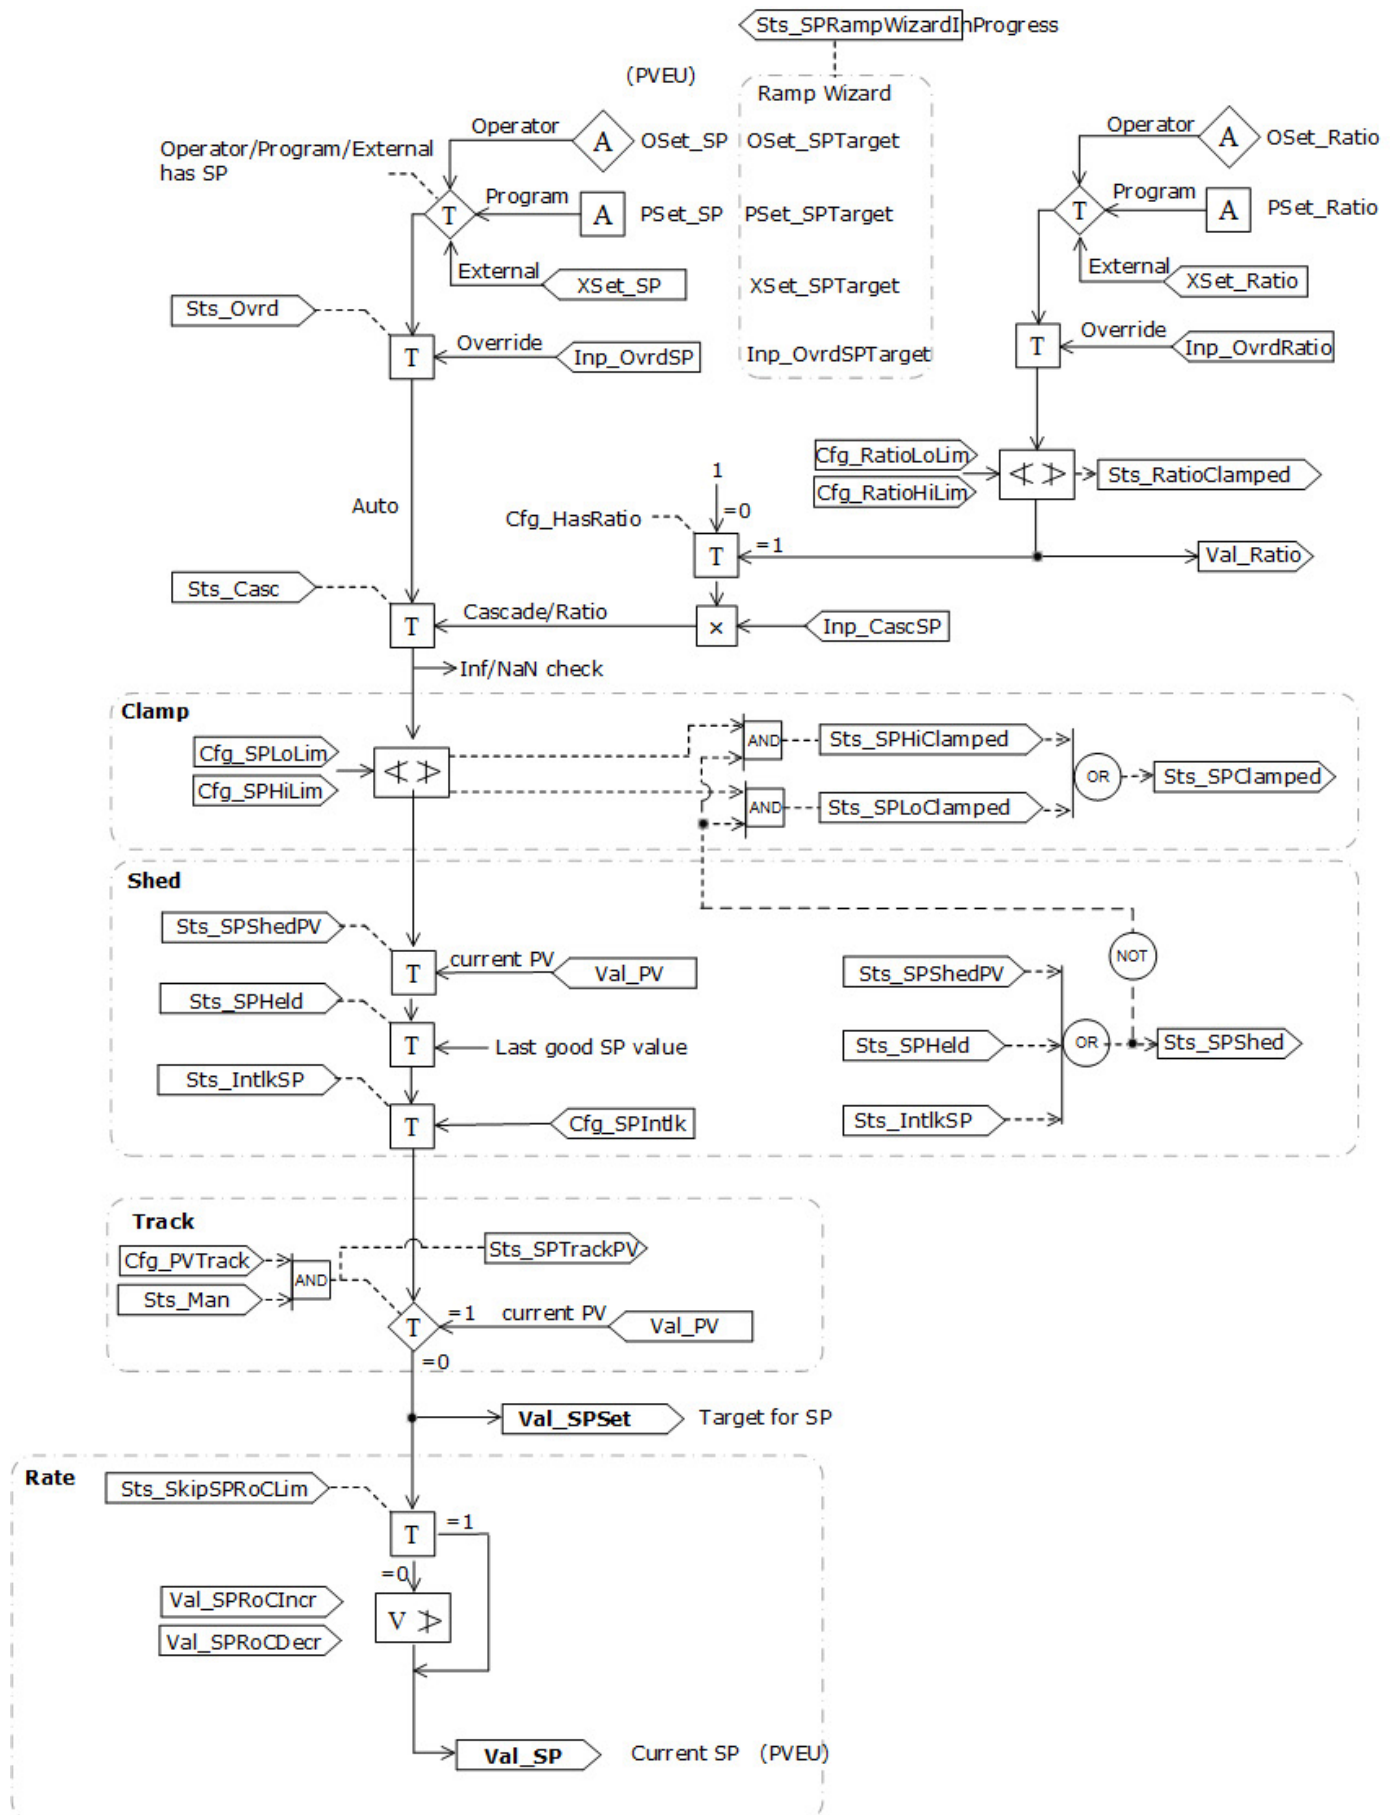 Sts_SPRampWizardInProgress
(PVEU)
Ramp Wizard
Operator
A
OSet_SP
OSet_SPTarget
Operator
A
OSet_Ratio
Operator/Program/External
has SP
T
Program
A
PSet_SP
PSet_SPTarget
T
Program
A
PSet_Ratio
External
XSet_SP
XSet_SPTarget
External
XSet_Ratio
Sts_Ovrd
T
Override
Inp_OvrdSP
Inp_OvrdSPTarget
T
Override
Inp_OvrdRatio
Cfg_RatioLoLim
Cfg_RatioHiLim
< >
Sts_RatioClamped
Auto
1
=0
Cfg_HasRatio
T
=1
Val_Ratio
Sts_Casc
T
Cascade/Ratio
×
Inp_CascSP
Inf/NaN check
Clamp
Cfg_SPLoLim
Cfg_SPHiLim
< >
AND
Sts_SPHiClamped
OR
Sts_SPClamped
AND
Sts_SPLoClamped
Shed
Sts_SPShedPV
T
current PV
Val_PV
NOT
Sts_SPShedPV
Sts_SPHeld
T
Last good SP value
Sts_SPHeld
OR
Sts_SPShed
Sts_IntlkSP
T
Cfg_SPIntlk
Sts_IntlkSP
Track
Cfg_PVTrack
AND
Sts_Man
Sts_SPTrackPV
T
=1
current PV
Val_PV
=0
Val_SPSet
Target for SP
Rate
Sts_SkipSPRoCLim
T
=1
=0
Val_SPRoCIncr
Val_SPRoCDecr
V >
Val_SP
Current SP (PVEU)